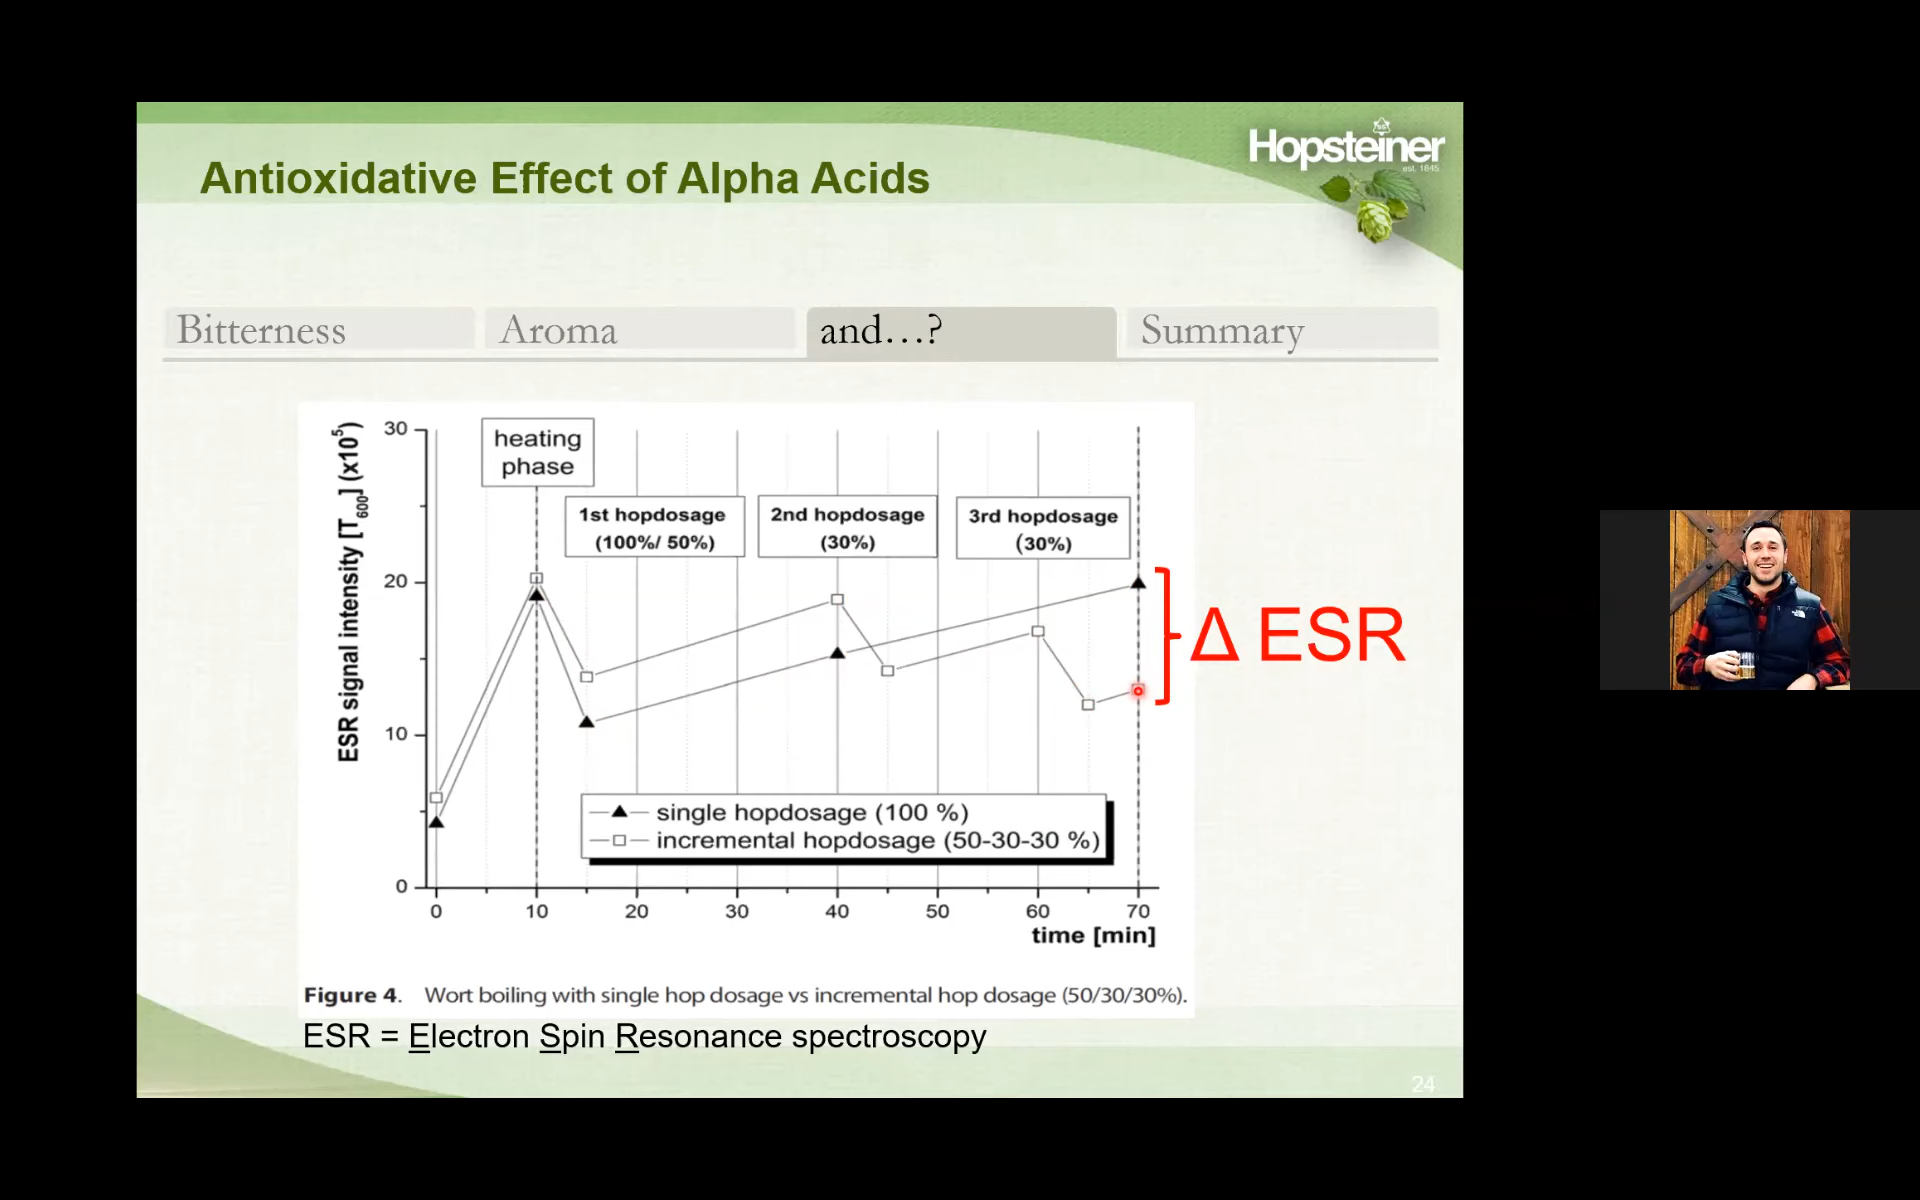 Antioxidative Effect of Alpha Acids
Hopsteiner
est. 1845
Bitterness
Aroma
and…?
Summary
ESR signal intensity [T600] (x10⁵)
30
20
10
0
heating
phase
1st hopdosage
(100%/ 50%)
2nd hopdosage
(30%)
3rd hopdosage
(30%)
Δ ESR
single hopdosage (100 %)
incremental hopdosage (50-30-30 %)
0 10 20 30 40 50 60 70
time [min]
Figure 4. Wort boiling with single hop dosage vs incremental hop dosage (50/30/30%).
ESR = Electron Spin Resonance spectroscopy
24